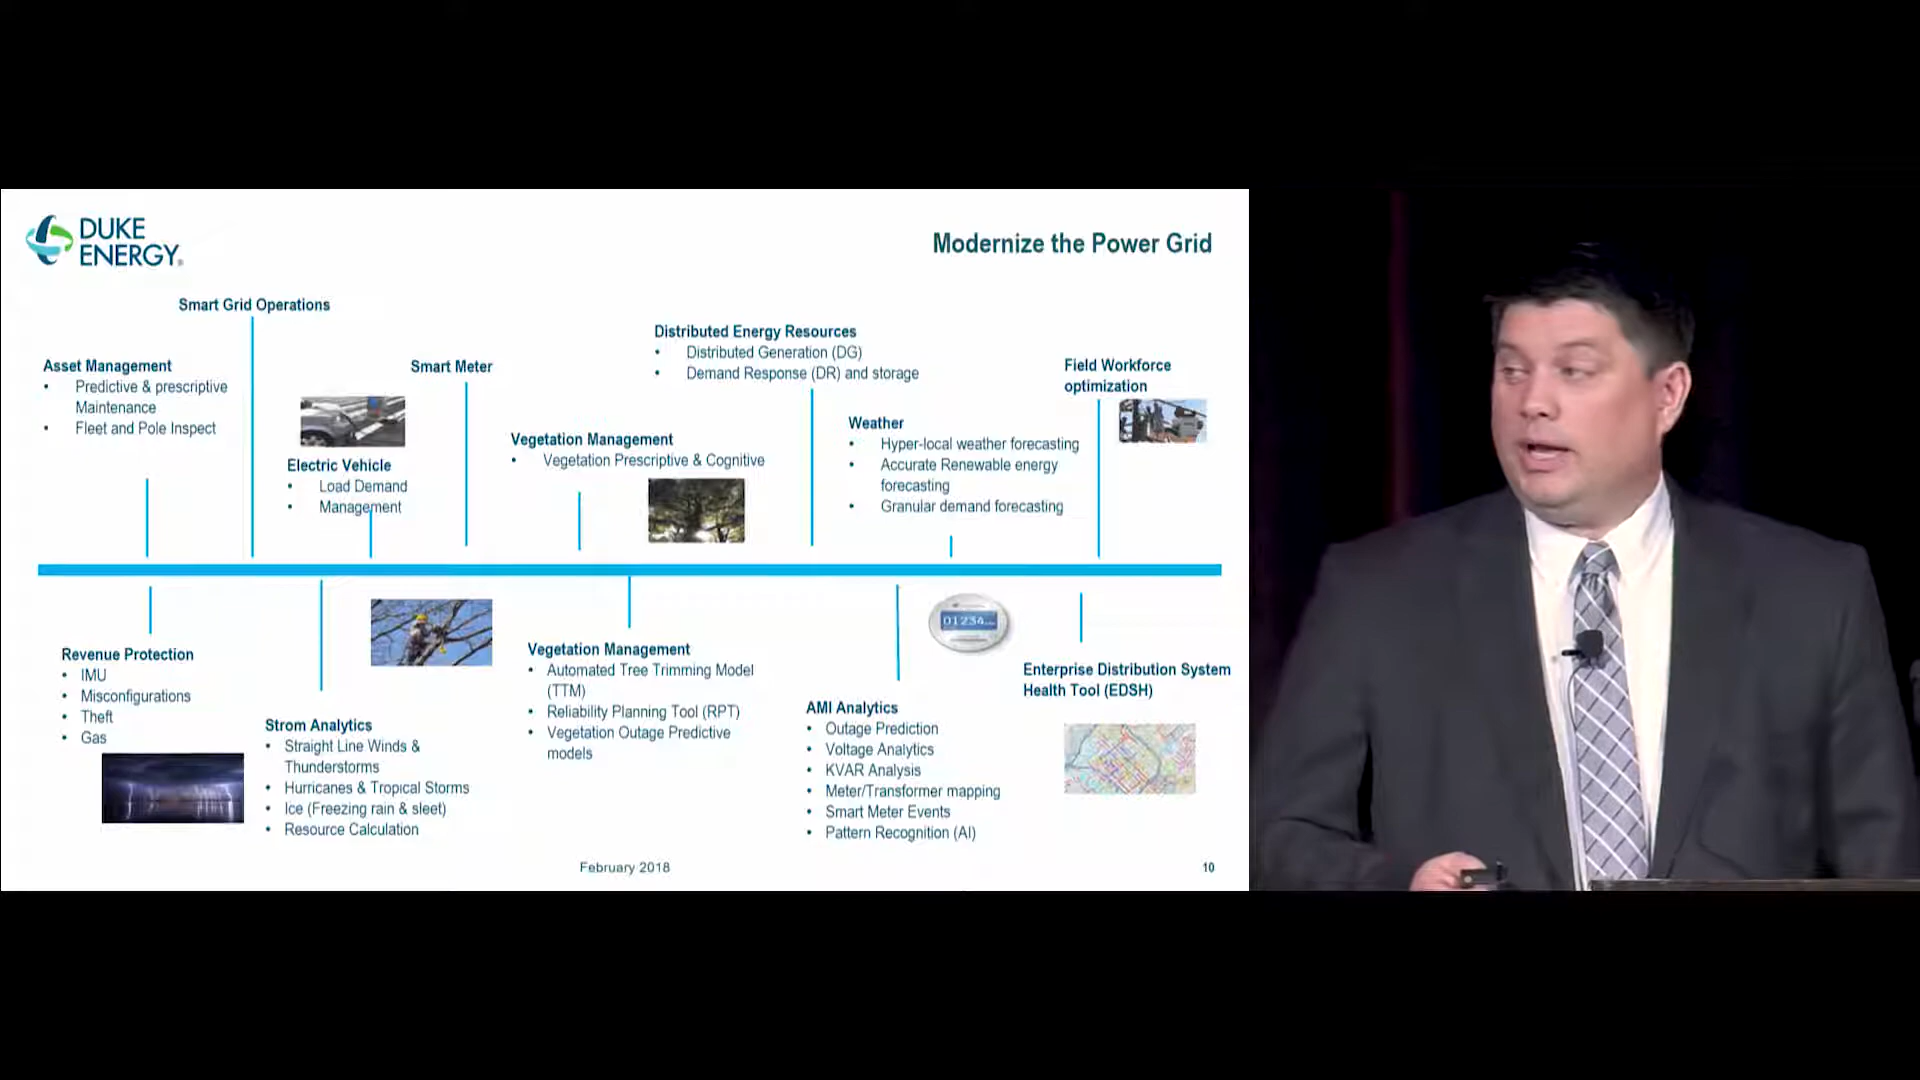 DUKE
ENERGY®
Modernize the Power Grid
Smart Grid Operations
Asset Management
• Predictive & prescriptive
Maintenance
• Fleet and Pole Inspect
Electric Vehicle
• Load Demand
• Management
Smart Meter
Vegetation Management
• Vegetation Prescriptive & Cognitive
Distributed Energy Resources
• Distributed Generation (DG)
• Demand Response (DR) and storage
Weather
• Hyper-local weather forecasting
• Accurate Renewable energy
forecasting
• Granular demand forecasting
Field Workforce
optimization
Revenue Protection
• IMU
• Misconfigurations
• Theft
• Gas
Strom Analytics
• Straight Line Winds &
Thunderstorms
• Hurricanes & Tropical Storms
• Ice (Freezing rain & sleet)
• Resource Calculation
Vegetation Management
• Automated Tree Trimming Model
(TTM)
• Reliability Planning Tool (RPT)
• Vegetation Outage Predictive
models
AMI Analytics
• Outage Prediction
• Voltage Analytics
• KVAR Analysis
• Meter/Transformer mapping
• Smart Meter Events
• Pattern Recognition (AI)
01234
Enterprise Distribution System
Health Tool (EDSH)
February 2018
10